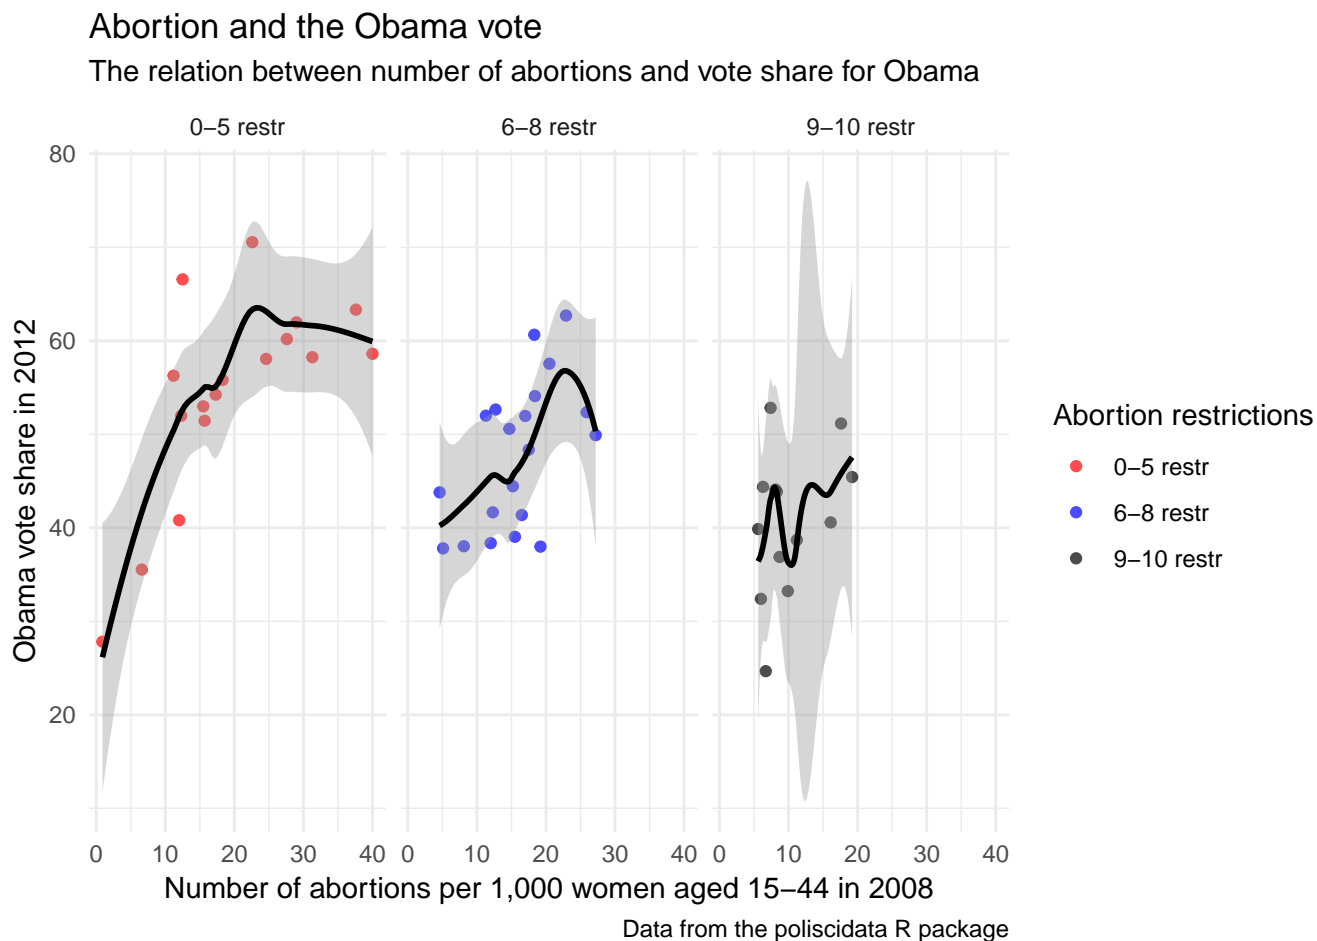 Abortion and the Obama vote
The relation between number of abortions and vote share for Obama
0−5 restr
6−8 restr
9−10 restr
80
60
40
20
Obama vote share in 2012
0 10 20 30 40
0 10 20 30 40
0 10 20 30 40
Number of abortions per 1,000 women aged 15−44 in 2008
Data from the poliscidata R package
Abortion restrictions
0−5 restr
6−8 restr
9−10 restr